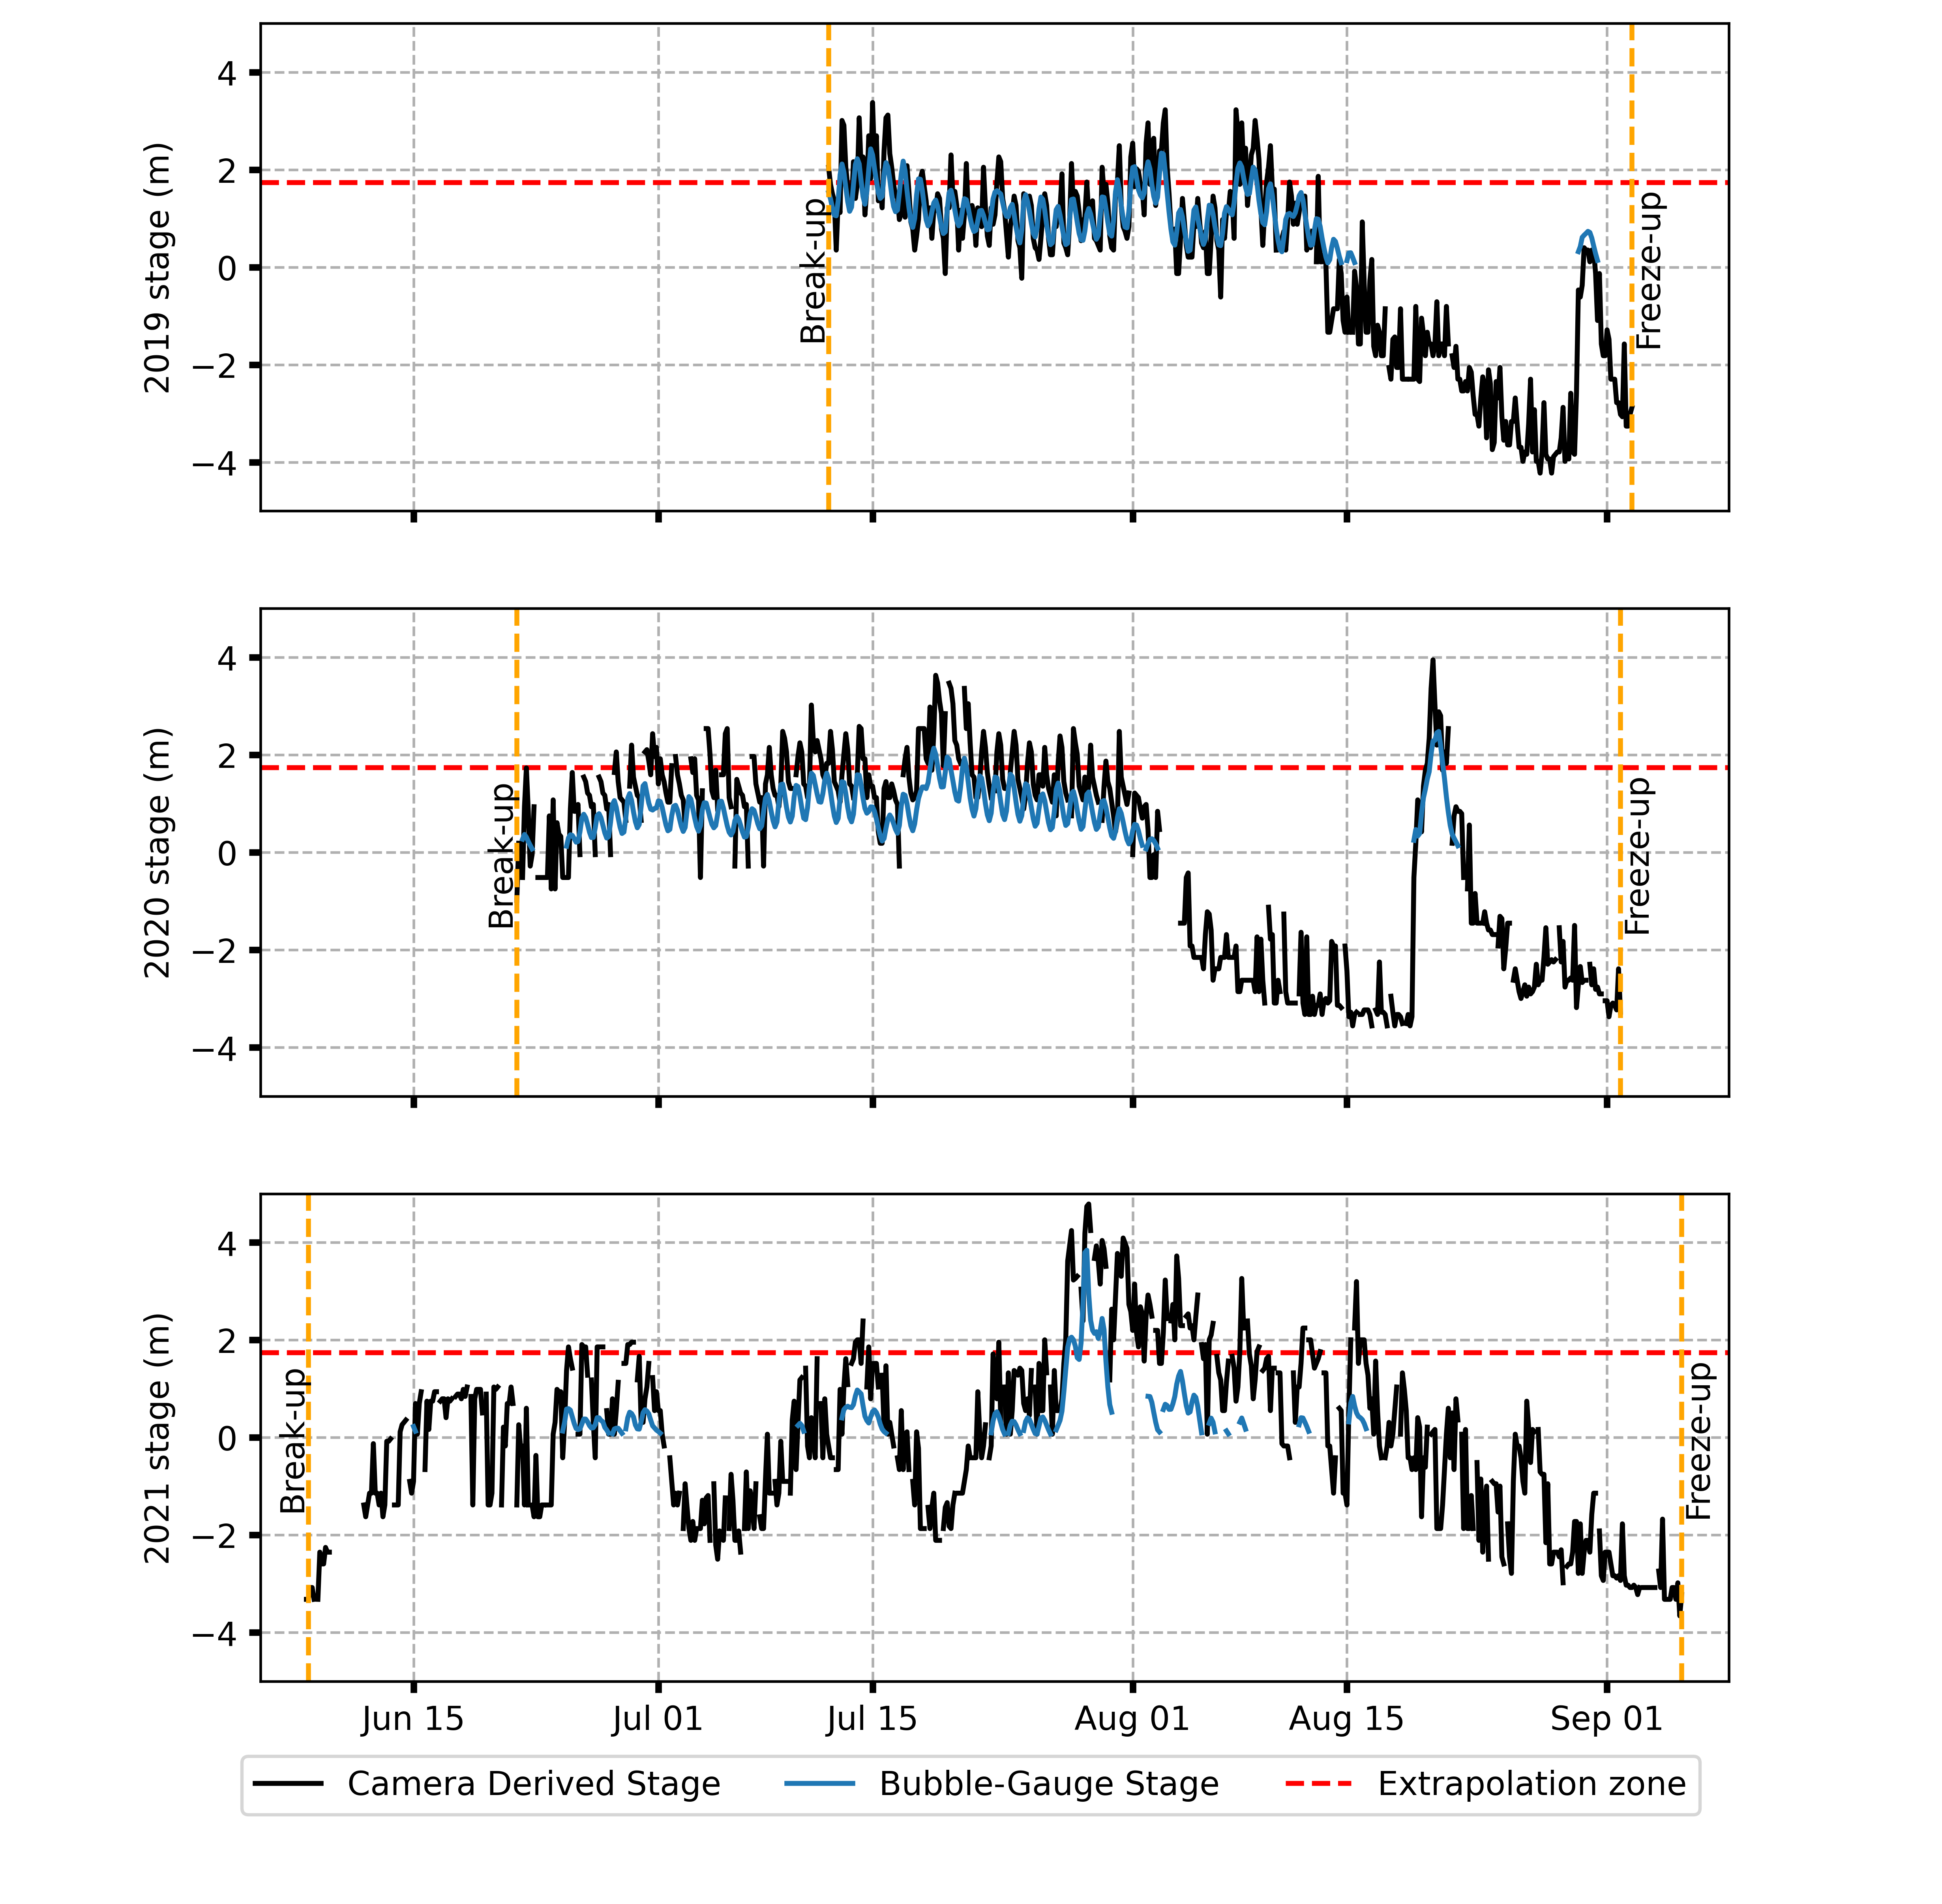 4
2
0
−2
−4
2019 stage (m)
Break-up
Freeze-up
4
2
0
−2
−4
2020 stage (m)
Break-up
Freeze-up
4
2
0
−2
−4
2021 stage (m)
Break-up
Freeze-up
Jun 15 Jul 01 Jul 15 Aug 01 Aug 15 Sep 01
Camera Derived Stage Bubble-Gauge Stage Extrapolation zone